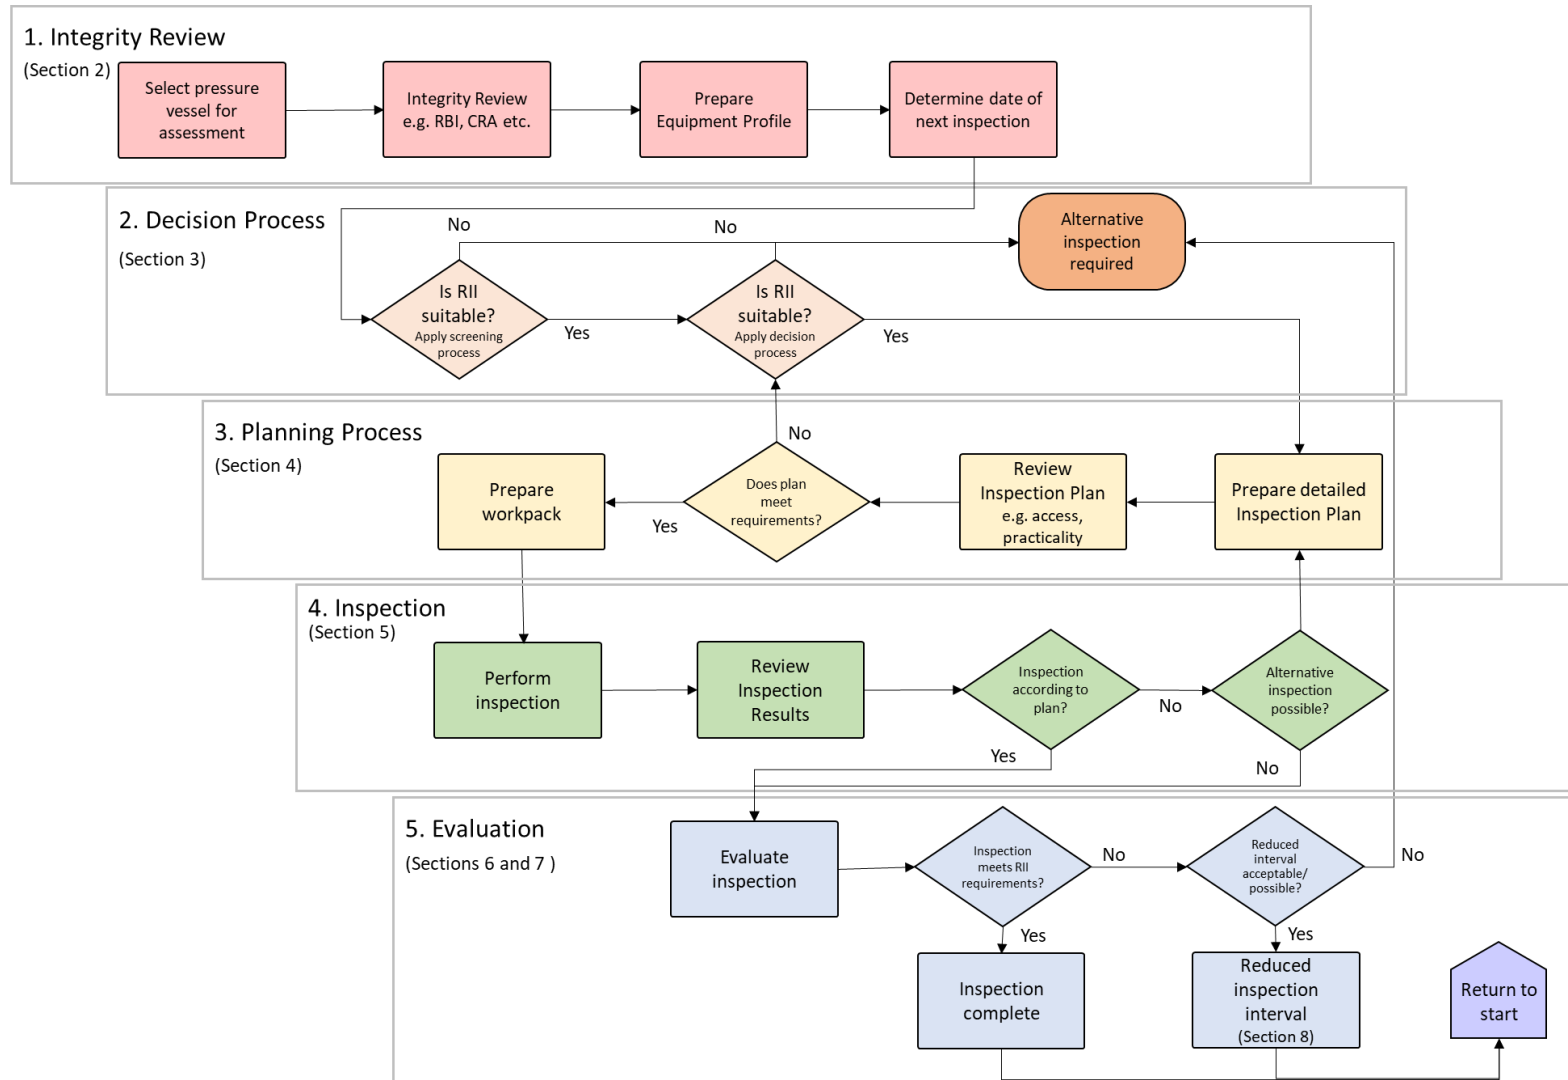 1. Integrity Review
(Section 2)
Select pressure
vessel for
assessment
Integrity Review
e.g. RBI, CRA etc.
Prepare
Equipment Profile
Determine date of
next inspection
2. Decision Process
(Section 3)
No
No
Alternative
inspection
required
Is RII
suitable?
Apply screening
process
Yes
Is RII
suitable?
Apply decision
process
Yes
3. Planning Process
(Section 4)
No
Prepare
workpack
Yes
Does plan
meet
requirements?
Review
Inspection Plan
e.g. access,
practicality
Prepare detailed
Inspection Plan
4. Inspection
(Section 5)
Perform
inspection
Review
Inspection
Results
Inspection
according to
plan?
No
Alternative
inspection
possible?
Yes
No
5. Evaluation
(Sections 6 and 7 )
Evaluate
inspection
Inspection
meets RII
requirements?
No
Reduced
interval
acceptable/
possible?
No
Yes
Yes
Inspection
complete
Reduced
inspection
interval
(Section 8)
Return to
start